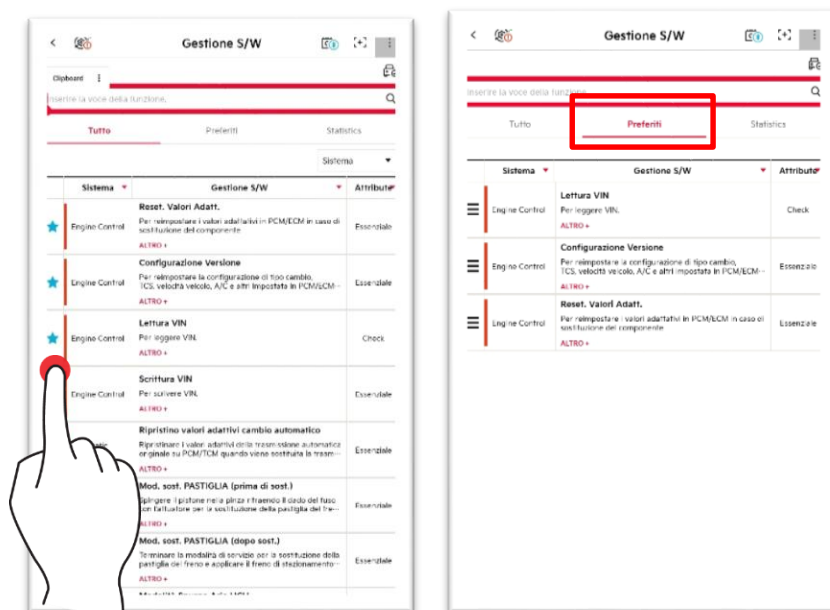 Gestione S/W
Clipboard
Inserire la voce della funzione.
Tutto Preferiti Statistics
Sistema
Sistema Gestione S/W Attribute
Reset. Valori Adatt.
Engine Control Per reimpostare i valori adattativi in PCM/ECM in caso di Essenziale
sostituzione del componente
ALTRO +
Configurazione Versione
Engine Control Per reimpostare la configurazione di tipo cambio, Essenziale
TCS, velocità veicolo, A/C e altri impostata in PCM/ECM···
ALTRO +
Lettura VIN
Engine Control Per leggere VIN. Check
ALTRO +
Scrittura VIN
Engine Control Per scrivere VIN. Essenziale
ALTRO +
Ripristino valori adattivi cambio automatico
Ripristinare i valori adattivi della trasmissione automatica Essenziale
originale su PCM/TCM quando viene sostituita la trasm···
ALTRO +
Mod. sost. PASTIGLIA (prima di sost.)
Spingere il pistone nella pinza ritraendo il dado del fuso Essenziale
con l'attuatore per la sostituzione della pastiglia del fre···
ALTRO +
Mod. sost. PASTIGLIA (dopo sost.)
Terminare la modalità di servizio per la sostituzione della Essenziale
pastiglia del freno e applicare il freno di stazionamento···
ALTRO +
Gestione S/W
Inserire la voce della funzione.
Tutto Preferiti Statistics
Sistema Gestione S/W Attribute
Lettura VIN
Engine Control Per leggere VIN. Check
ALTRO +
Configurazione Versione
Engine Control Per reimpostare la configurazione di tipo cambio, Essenziale
TCS, velocità veicolo, A/C e altri impostata in PCM/ECM···
ALTRO +
Reset. Valori Adatt.
Engine Control Per reimpostare i valori adattativi in PCM/ECM in caso di Essenziale
sostituzione del componente
ALTRO +